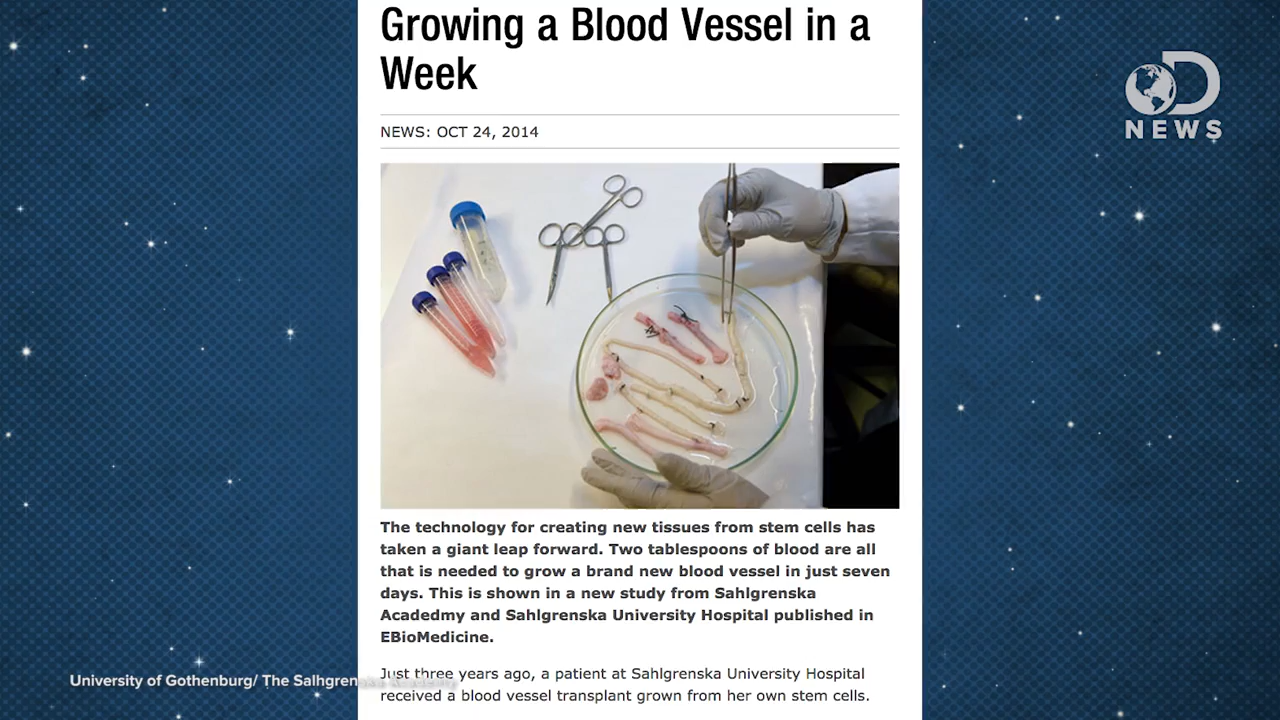 Growing a Blood Vessel in a
Week
NEWS: OCT 24, 2014
D
NEWS
The technology for creating new tissues from stem cells has
taken a giant leap forward. Two tablespoons of blood are all
that is needed to grow a brand new blood vessel in just seven
days. This is shown in a new study from Sahlgrenska
Acadedmy and Sahlgrenska University Hospital published in
EBioMedicine.
Just three years ago, a patient at Sahlgrenska University Hospital
received a blood vessel transplant grown from her own stem cells.
University of Gothenburg/ The Salhgrenska Academy